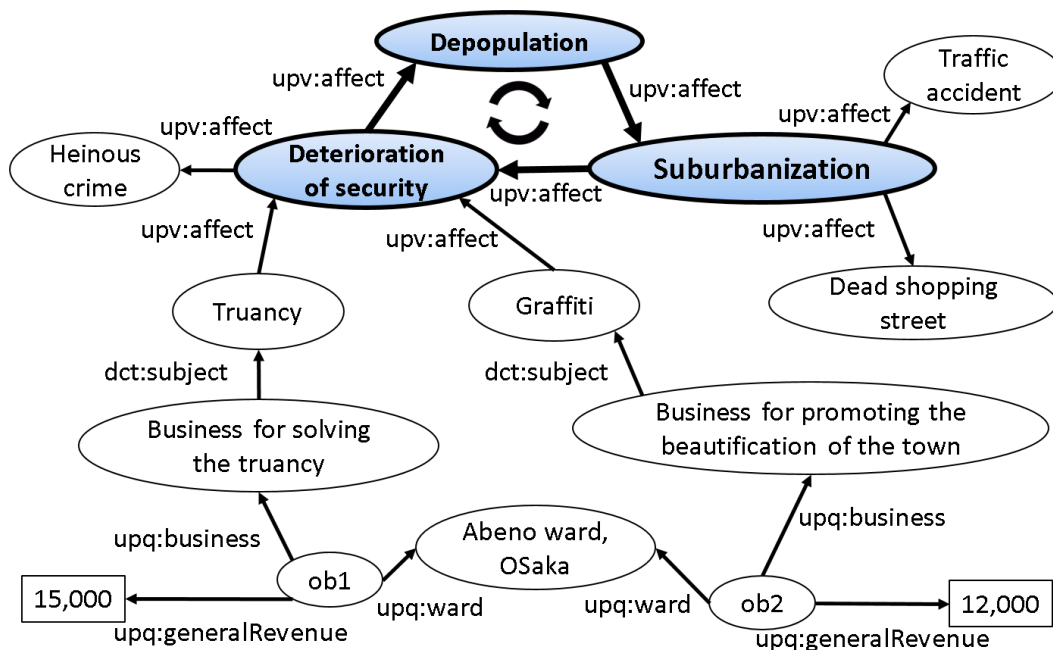 Depopulation
upv:affect
upv:affect
Traffic
accident
upv:affect
upv:affect
Heinous
crime
Deterioration
of security
Suburbanization
upv:affect
upv:affect
upv:affect
upv:affect
Truancy
Graffiti
Dead shopping
street
dct:subject
dct:subject
Business for solving
the truancy
Business for promoting the
beautification of the town
upq:business
upq:business
Abeno ward,
OSaka
ob1
ob2
15,000
12,000
upq:ward
upq:ward
upq:generalRevenue
upq:generalRevenue